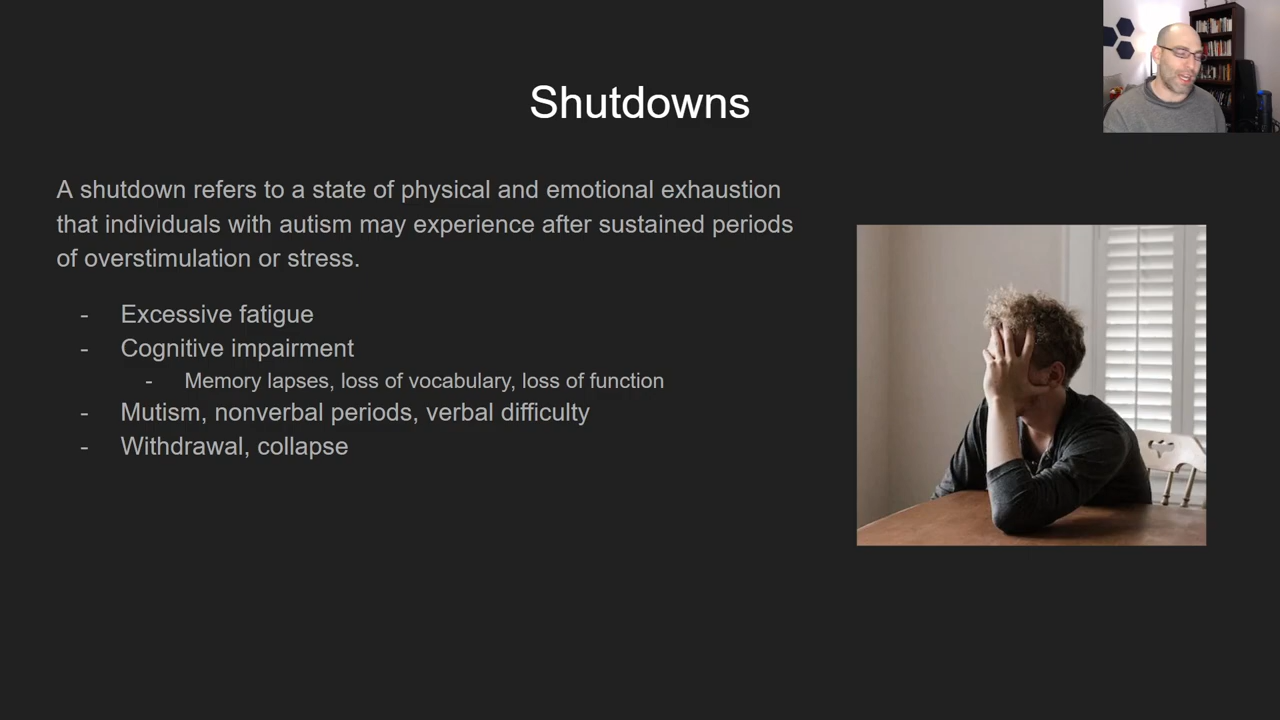 Shutdowns
A shutdown refers to a state of physical and emotional exhaustion
that individuals with autism may experience after sustained periods
of overstimulation or stress.
- Excessive fatigue
- Cognitive impairment
- Memory lapses, loss of vocabulary, loss of function
- Mutism, nonverbal periods, verbal difficulty
- Withdrawal, collapse